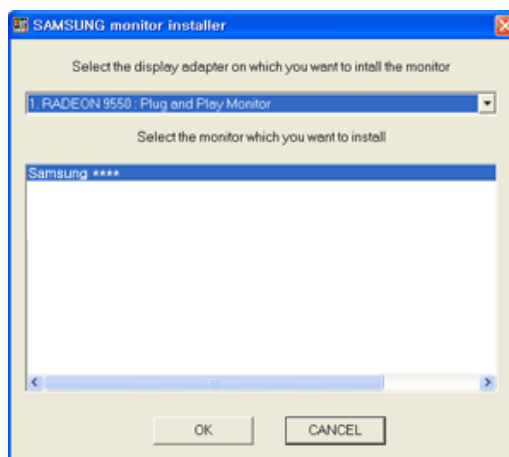 SAMSUNG monitor installer
Select the display adapter on which you want to intall the monitor
1. RADEON 9550 : Plug and Play Monitor
Select the monitor which you want to install
Samsung ****
OK
CANCEL